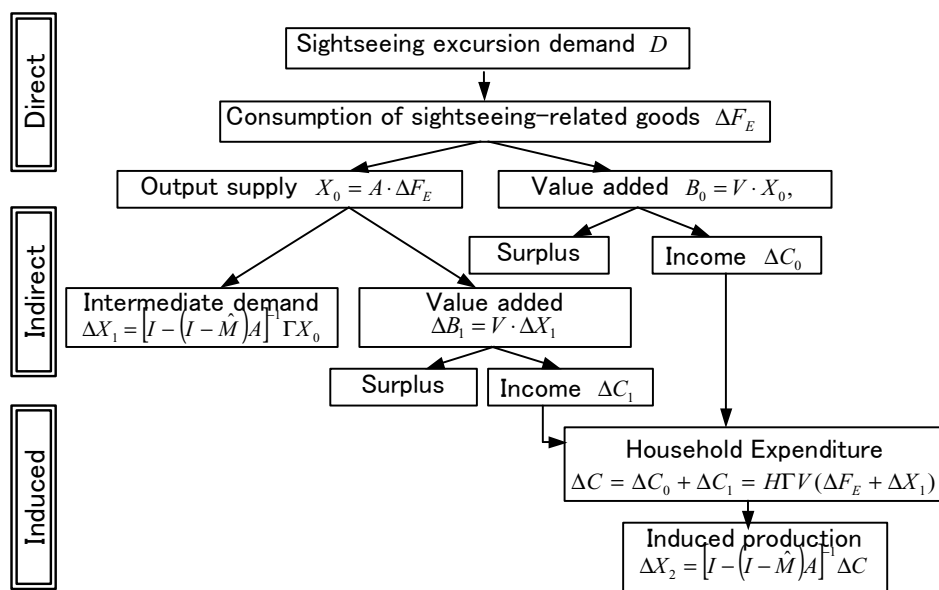 Direct
Sightseeing excursion demand D
Consumption of sightseeing-related goods ΔF_E
Output supply X_0 = A · ΔF_E
Value added B_0 = V · X_0,
Indirect
Surplus
Income ΔC_0
Intermediate demand
ΔX_1 = [I − (I − M̂)A]^{-1} ΓX_0
Value added
ΔB_1 = V · ΔX_1
Surplus
Income ΔC_1
Induced
Household Expenditure
ΔC = ΔC_0 + ΔC_1 = HΓV(ΔF_E + ΔX_1)
Induced production
ΔX_2 = [I − (I − M̂)A]^{-1} ΔC